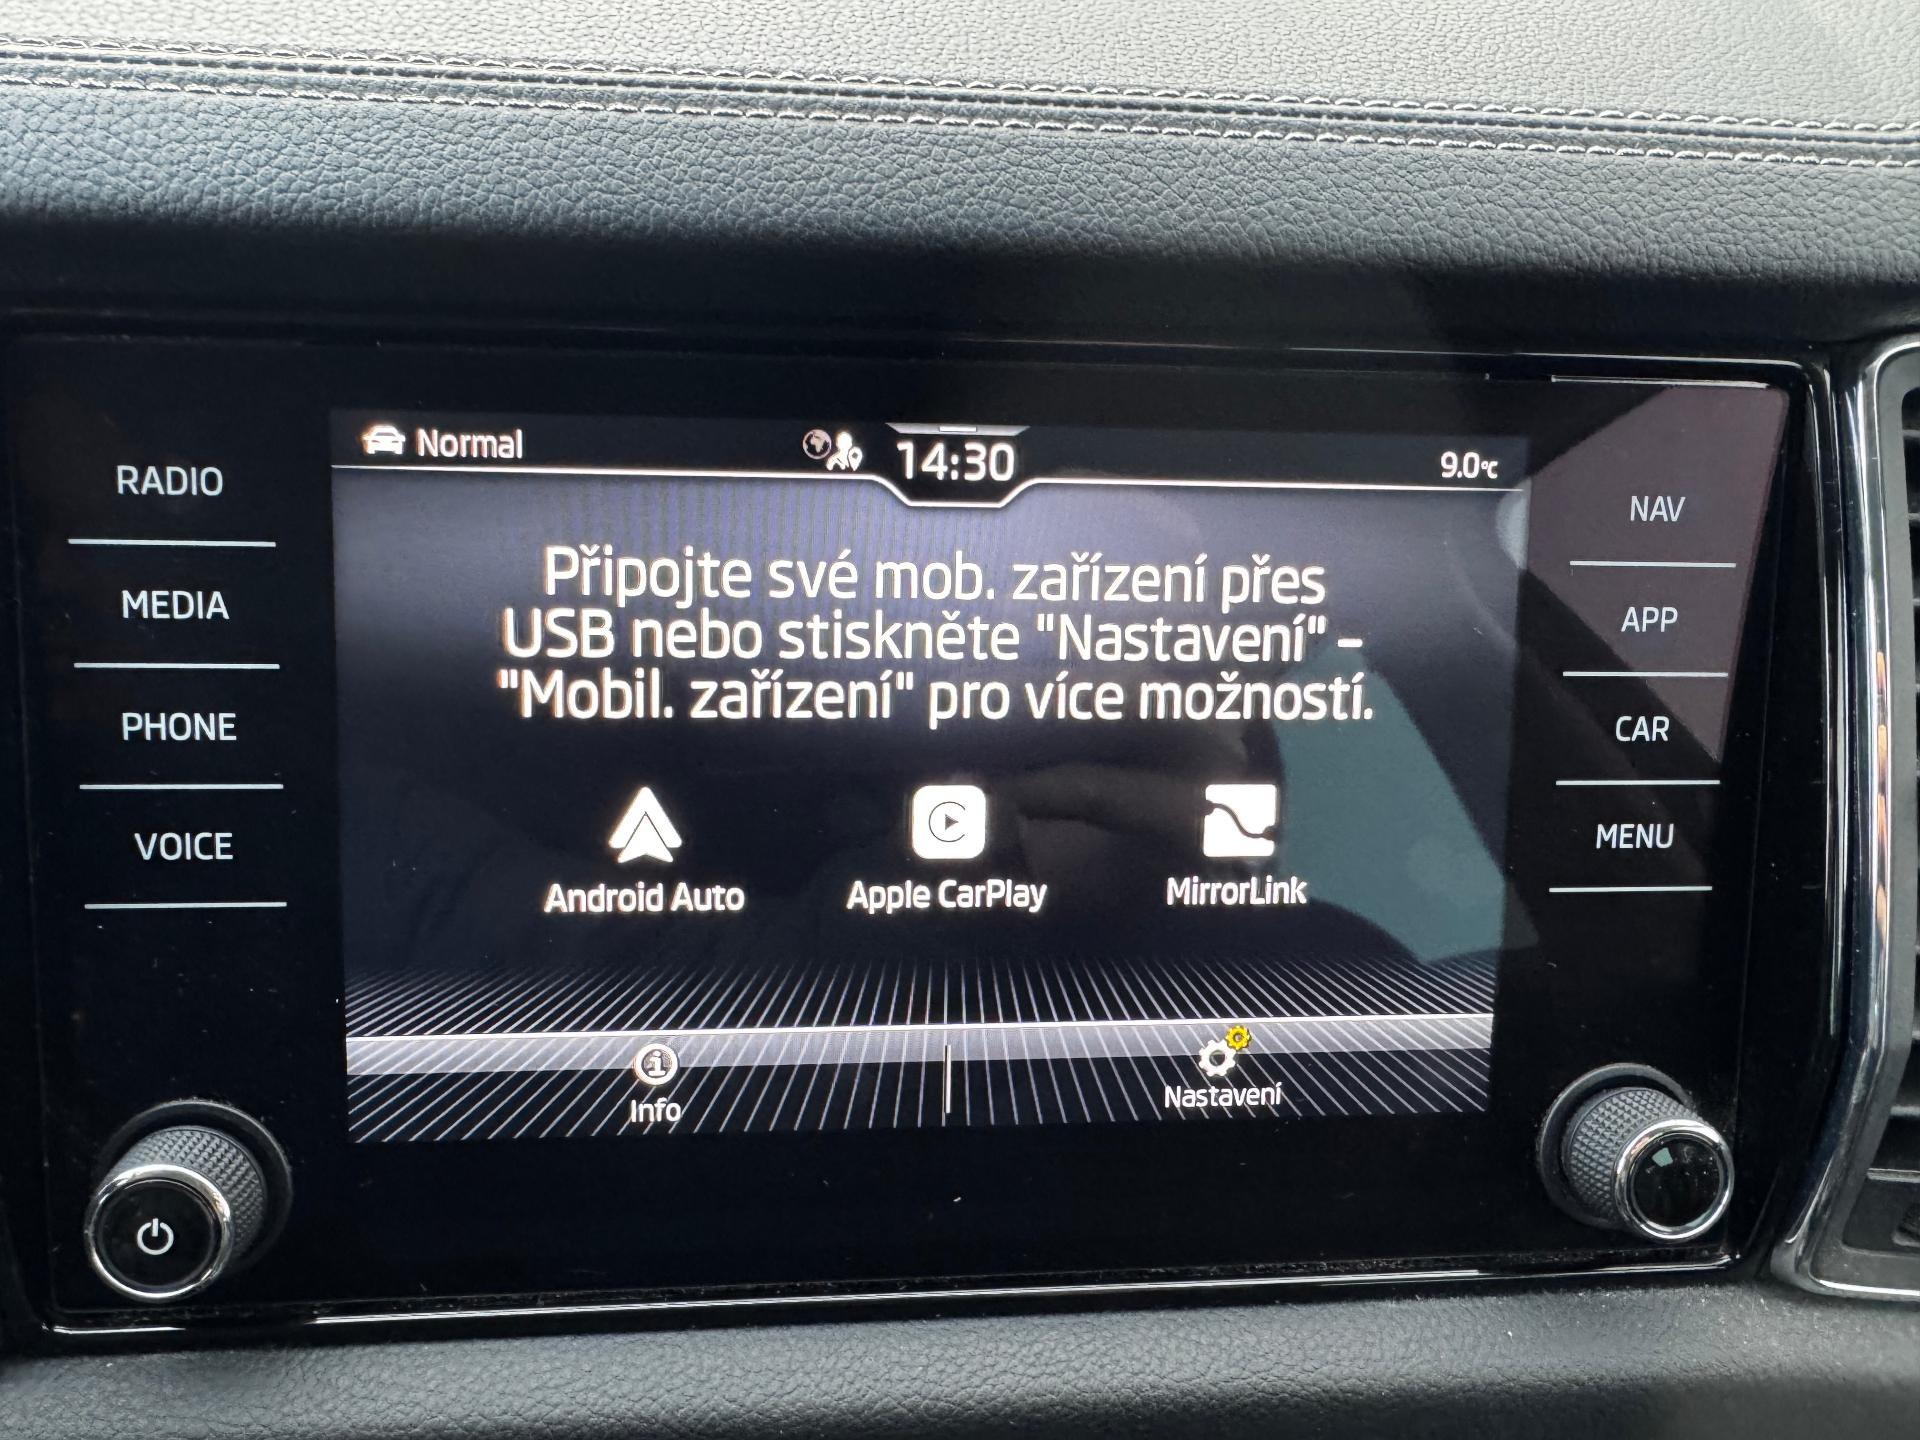 Normal
14:30
9.0°C
RADIO
MEDIA
PHONE
VOICE
Připojte své mob. zařízení přes
USB nebo stiskněte "Nastavení" –
"Mobil. zařízení" pro více možností.
Android Auto
Apple CarPlay
MirrorLink
Info
Nastavení
NAV
APP
CAR
MENU